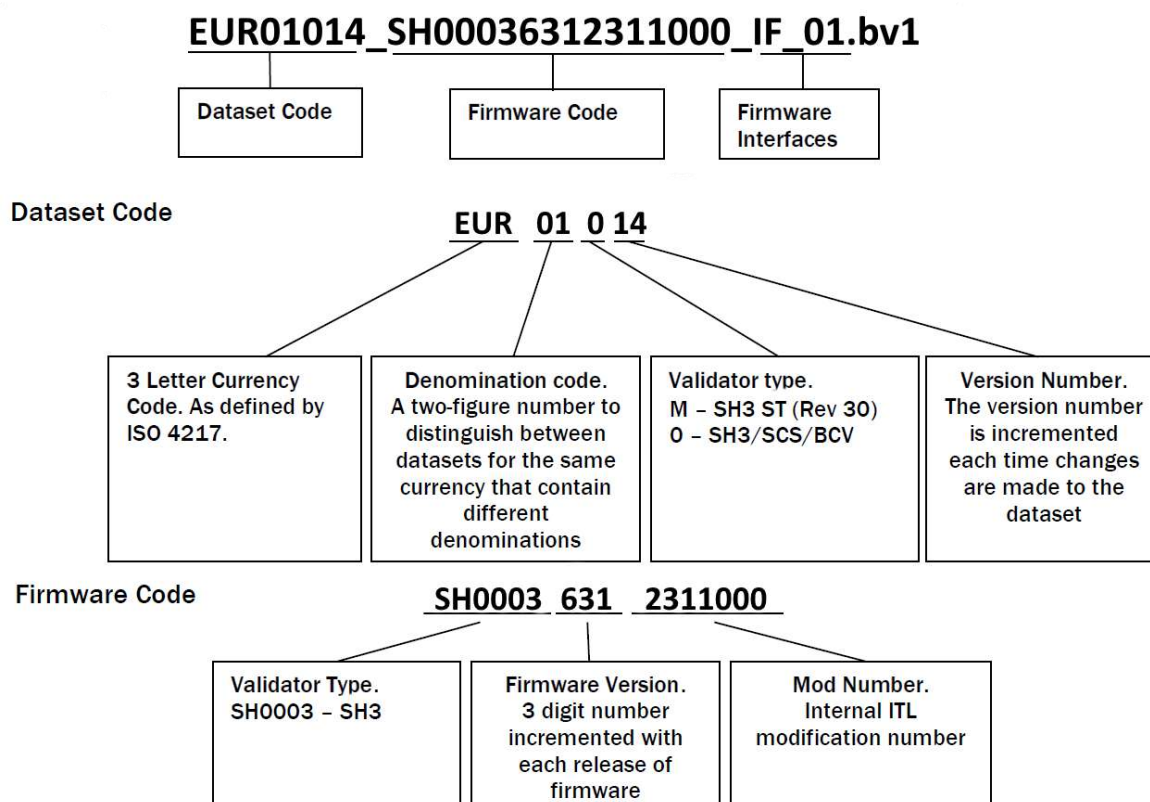 EUR01014_SH00036312311000_IF_01.bv1
Dataset Code
Firmware Code
Firmware
Interfaces
Dataset Code
EUR 01 0 14
3 Letter Currency
Code. As defined by
ISO 4217.
Denomination code.
A two-figure number to
distinguish between
datasets for the same
currency that contain
different
denominations
Validator type.
M – SH3 ST (Rev 30)
0 – SH3/SCS/BCV
Version Number.
The version number
is incremented
each time changes
are made to the
dataset
Firmware Code
SH0003 631 2311000
Validator Type.
SH0003 – SH3
Firmware Version.
3 digit number
incremented with
each release of
firmware
Mod Number.
Internal ITL
modification number